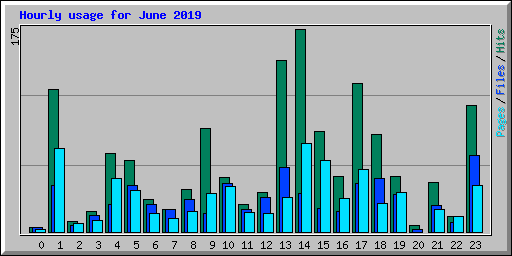 Hourly usage for June 2019
175
Pages/Files/Hits
0 1 2 3 4 5 6 7 8 9 10 11 12 13 14 15 16 17 18 19 20 21 22 23